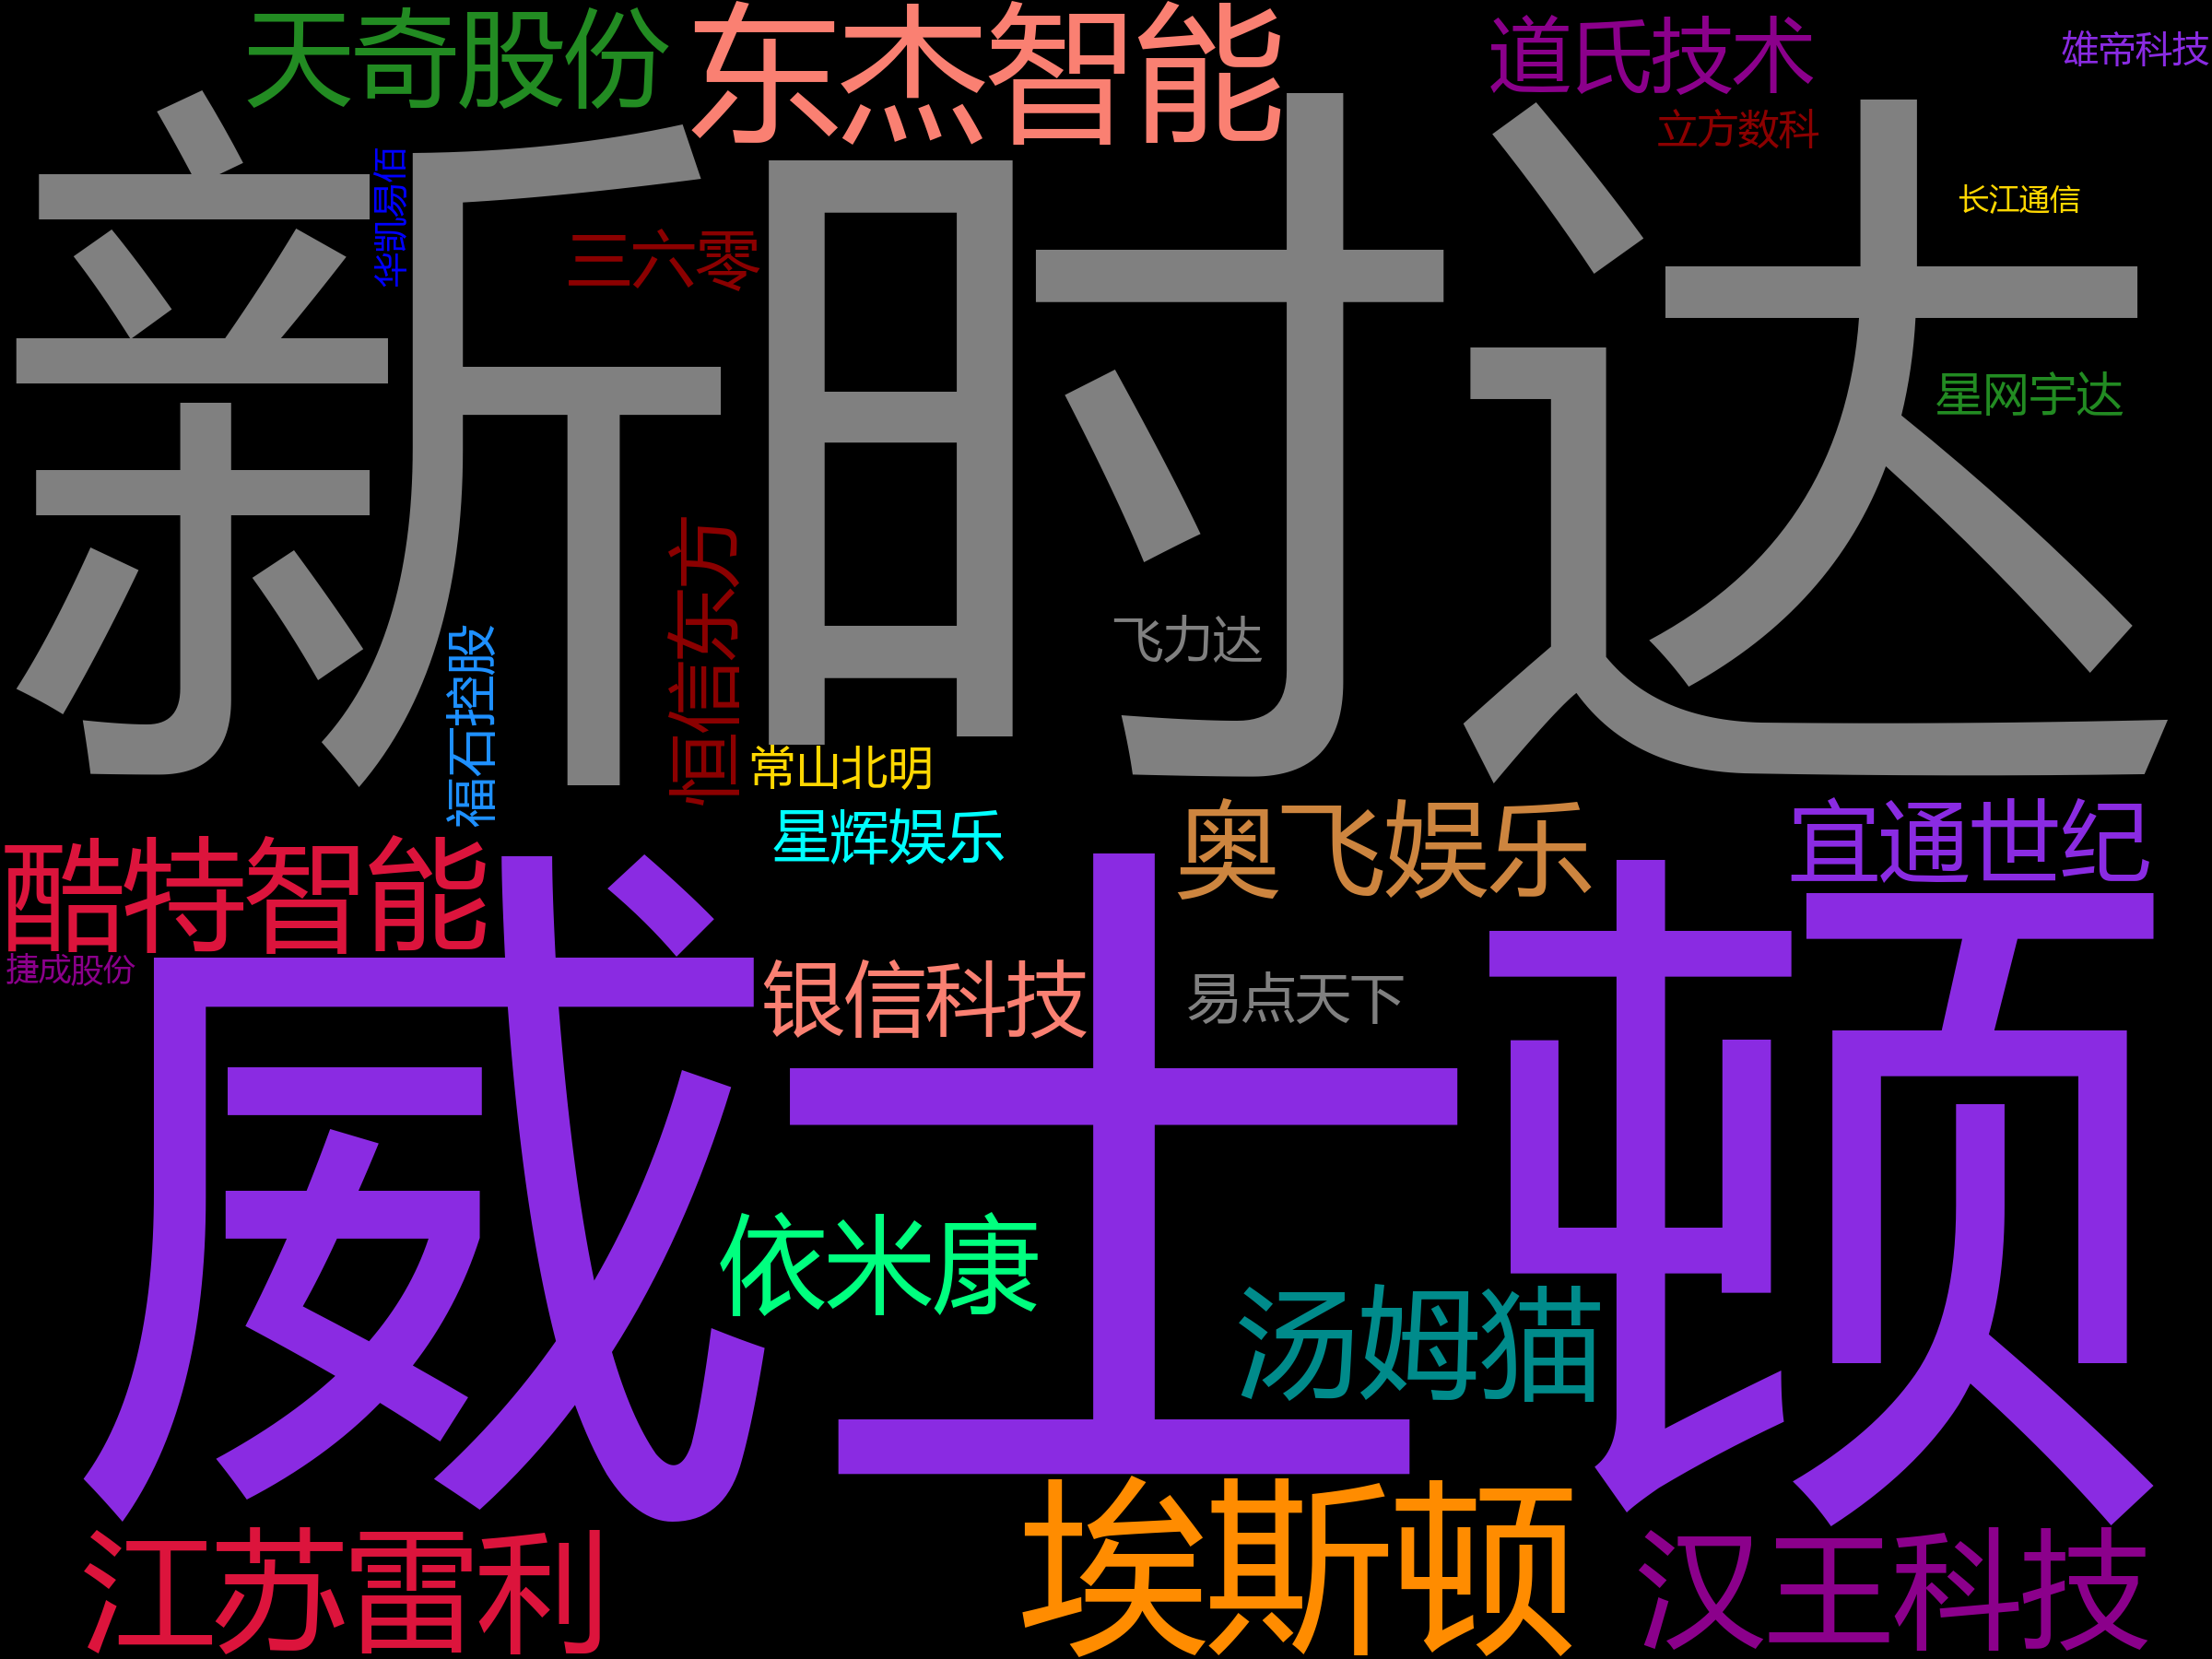 天奇股份
东杰智能
道氏技术
维帝科技
立方数科
华凯易佰
长江通信
三六零
新时达
星网宇达
恒信东方
飞力达
福石控股
常山北明
星辉娱乐
奥飞娱乐
宜通世纪
酷特智能
捷成股份
银信科技
易点天下
威士顿
依米康
汤姆猫
埃斯顿
江苏雷利
汉王科技